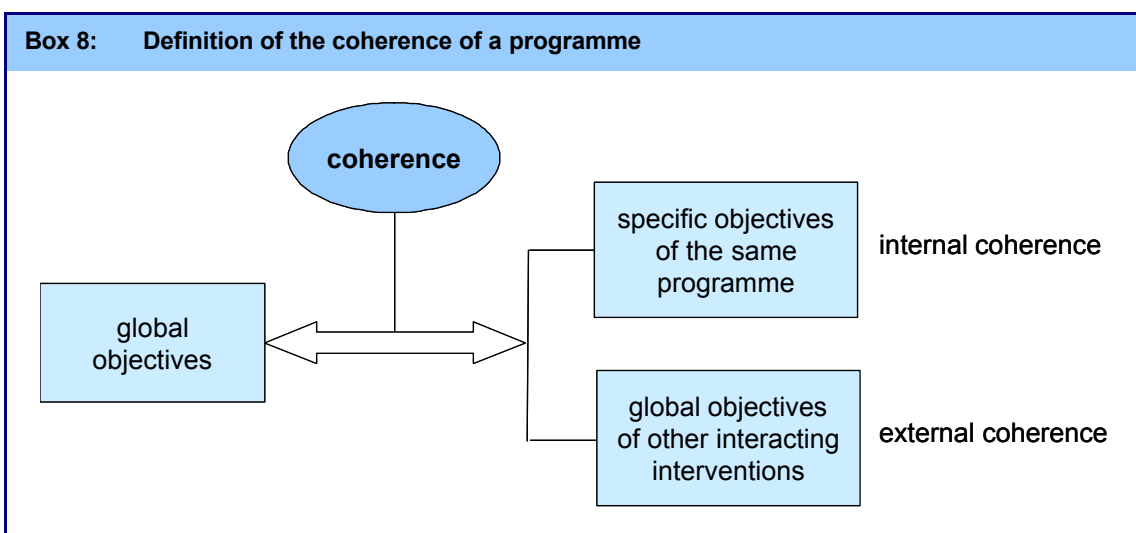 Box 8: Definition of the coherence of a programme
coherence
global
objectives
specific objectives
of the same
programme
internal coherence
global objectives
of other interacting
interventions
external coherence